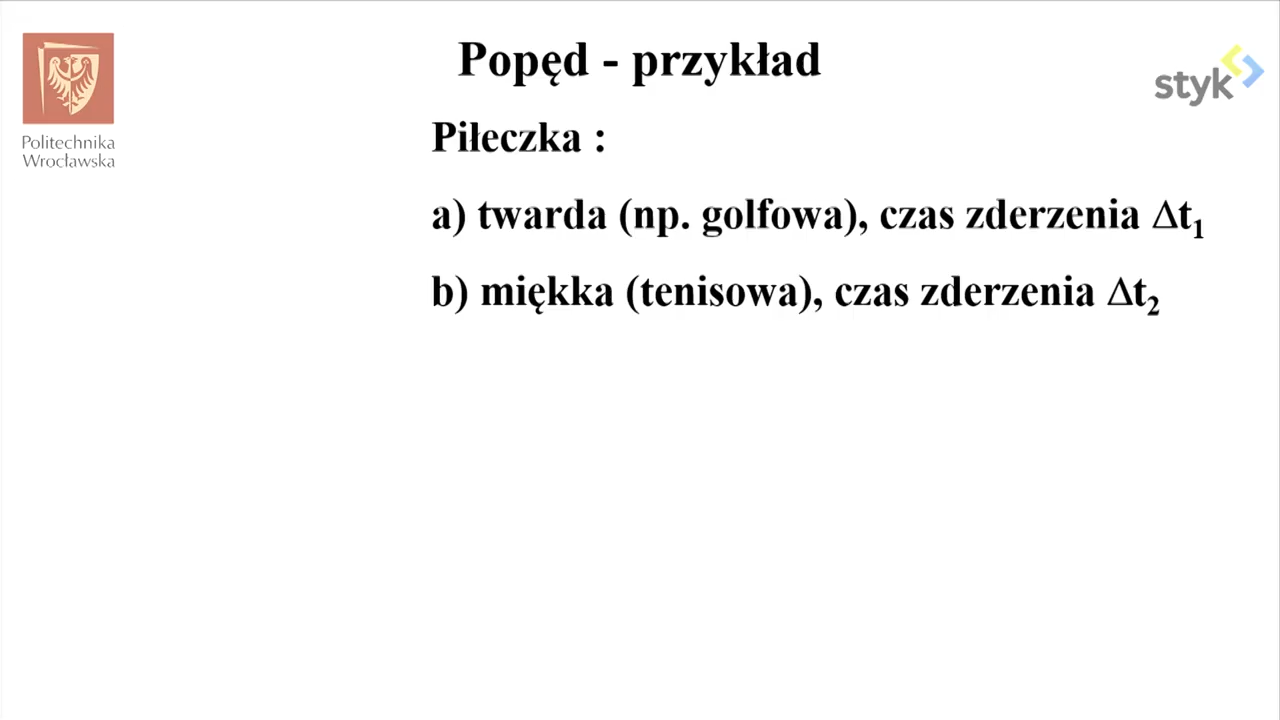 Popęd - przykład
styk
Politechnika
Wrocławska
Piłeczka :
a) twarda (np. golfowa), czas zderzenia Δt₁
b) miękka (tenisowa), czas zderzenia Δt₂